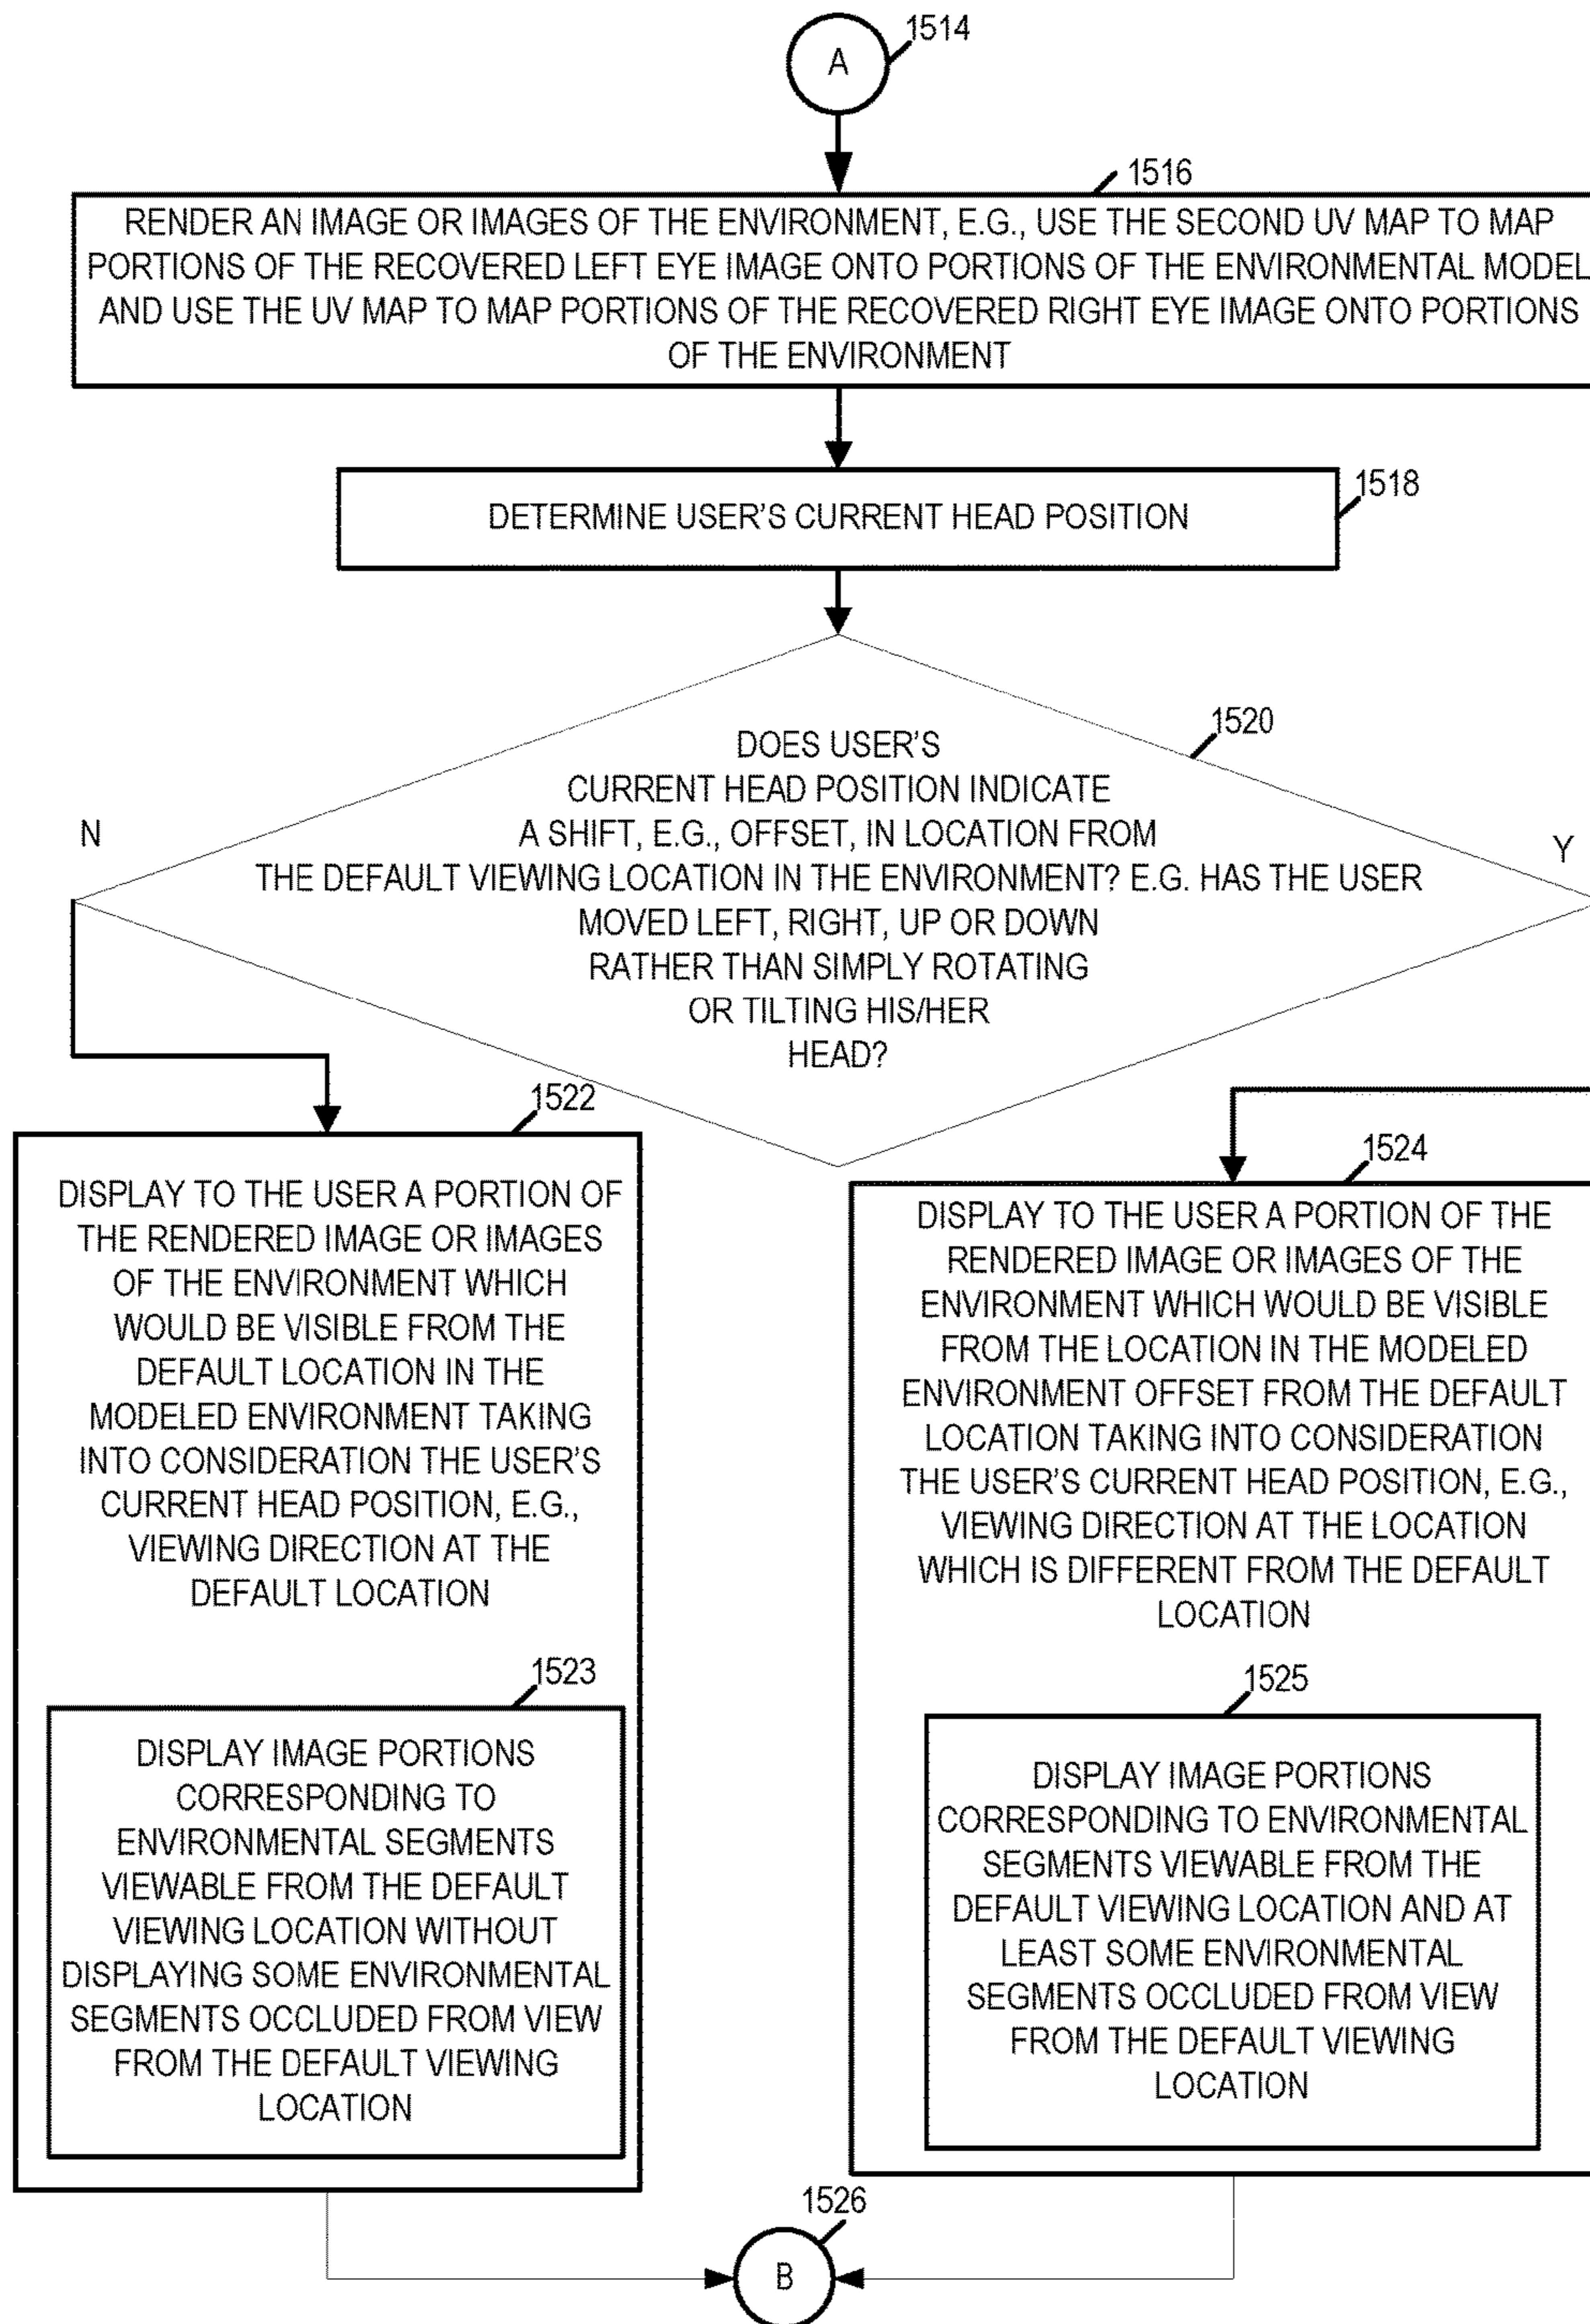 A
1514
1516
RENDER AN IMAGE OR IMAGES OF THE ENVIRONMENT, E.G., USE THE SECOND UV MAP TO MAP
PORTIONS OF THE RECOVERED LEFT EYE IMAGE ONTO PORTIONS OF THE ENVIRONMENTAL MODEL
AND USE THE UV MAP TO MAP PORTIONS OF THE RECOVERED RIGHT EYE IMAGE ONTO PORTIONS
OF THE ENVIRONMENT
1518
DETERMINE USER'S CURRENT HEAD POSITION
1520
DOES USER'S
CURRENT HEAD POSITION INDICATE
A SHIFT, E.G., OFFSET, IN LOCATION FROM
THE DEFAULT VIEWING LOCATION IN THE ENVIRONMENT? E.G. HAS THE USER
MOVED LEFT, RIGHT, UP OR DOWN
RATHER THAN SIMPLY ROTATING
OR TILTING HIS/HER
HEAD?
N
Y
1522
DISPLAY TO THE USER A PORTION OF
THE RENDERED IMAGE OR IMAGES
OF THE ENVIRONMENT WHICH
WOULD BE VISIBLE FROM THE
DEFAULT LOCATION IN THE
MODELED ENVIRONMENT TAKING
INTO CONSIDERATION THE USER'S
CURRENT HEAD POSITION, E.G.,
VIEWING DIRECTION AT THE
DEFAULT LOCATION
1523
DISPLAY IMAGE PORTIONS
CORRESPONDING TO
ENVIRONMENTAL SEGMENTS
VIEWABLE FROM THE DEFAULT
VIEWING LOCATION WITHOUT
DISPLAYING SOME ENVIRONMENTAL
SEGMENTS OCCLUDED FROM VIEW
FROM THE DEFAULT VIEWING
LOCATION
1524
DISPLAY TO THE USER A PORTION OF THE
RENDERED IMAGE OR IMAGES OF THE
ENVIRONMENT WHICH WOULD BE VISIBLE
FROM THE LOCATION IN THE MODELED
ENVIRONMENT OFFSET FROM THE DEFAULT
LOCATION TAKING INTO CONSIDERATION
THE USER'S CURRENT HEAD POSITION, E.G.,
VIEWING DIRECTION AT THE LOCATION
WHICH IS DIFFERENT FROM THE DEFAULT
LOCATION
1525
DISPLAY IMAGE PORTIONS
CORRESPONDING TO ENVIRONMENTAL
SEGMENTS VIEWABLE FROM THE
DEFAULT VIEWING LOCATION AND AT
LEAST SOME ENVIRONMENTAL
SEGMENTS OCCLUDED FROM VIEW
FROM THE DEFAULT VIEWING
LOCATION
1526
B